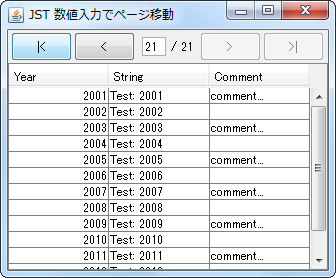 JST 数値入力でページ移動
|< < 21 / 21 > >|
Year String Comment
2001 Test: 2001 comment...
2002 Test: 2002
2003 Test: 2003 comment...
2004 Test: 2004
2005 Test: 2005 comment...
2006 Test: 2006
2007 Test: 2007 comment...
2008 Test: 2008
2009 Test: 2009 comment...
2010 Test: 2010
2011 Test: 2011 comment...